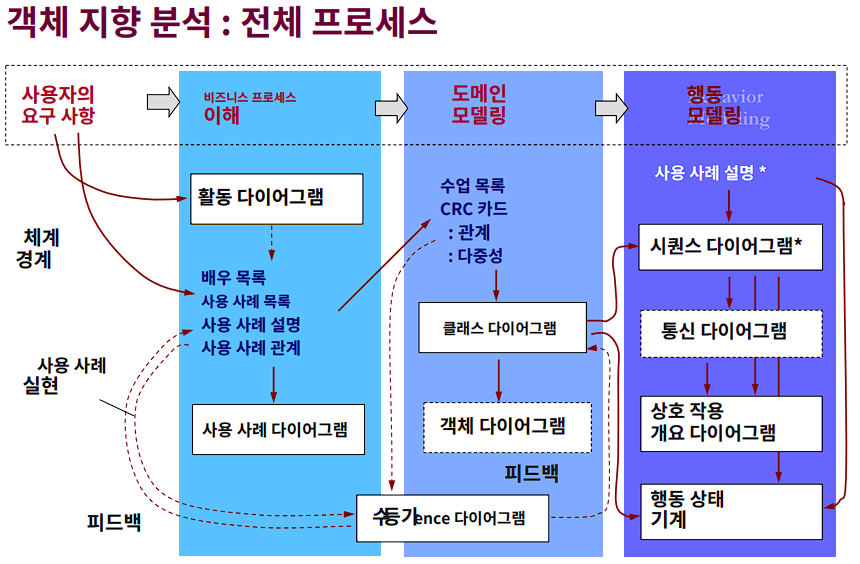 객체 지향 분석 : 전체 프로세스
사용자의
요구 사항
비즈니스 프로세스
이해
도메인
모델링
행동
모델링
체계
경계
활동 다이어그램
배우 목록
사용 사례 목록
사용 사례 설명
사용 사례 관계
사용 사례
실현
사용 사례 다이어그램
피드백
수업 목록
CRC 카드
: 관계
: 다중성
클래스 다이어그램
객체 다이어그램
피드백
ence 다이어그램
사용 사례 설명 *
시퀀스 다이어그램*
통신 다이어그램
상호 작용
개요 다이어그램
행동 상태
기계